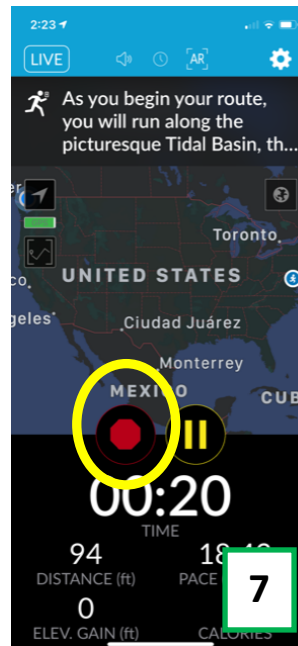 2:23
LIVE
AR
As you begin your route,
you will run along the
picturesque Tidal Basin, th...
Toronto
UNITED STATES
co.
geles
Ciudad Juárez
Monterrey
MEXICO
CUB
00:20
TIME
94
DISTANCE (ft)
PACE
0
ELEV. GAIN (ft)
CALORIES
7